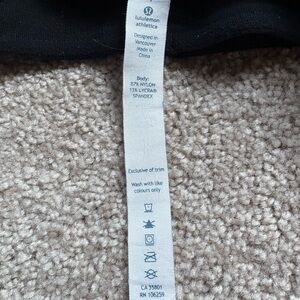 lululemon
athletica
Designed in
Vancouver
Made in
China
Body:
87% NYLON
13% LYCRA®
SPANDEX
Exclusive of trim
Wash with like
colours only
CA 35801
RN 106259